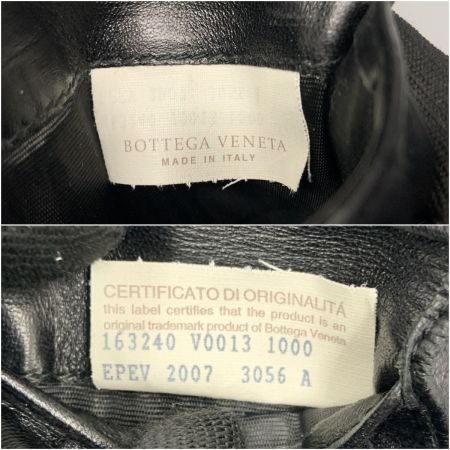 BOTTEGA VENETA
MADE IN ITALY
CERTIFICATO DI ORIGINALITÁ
this label certifies that the product is an
original trademark product of Bottega Veneta
163240 V0013 1000
EPEV 2007 3056 A